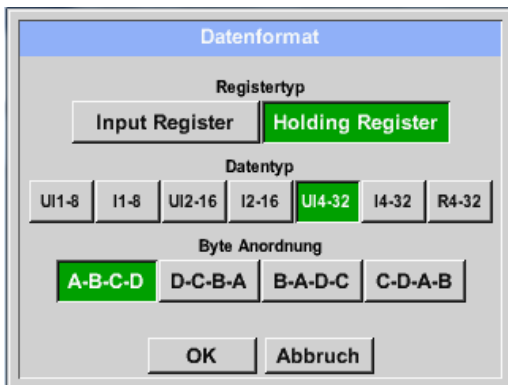 Datenformat
Registertyp
Input Register Holding Register
Datentyp
UI1-8 I1-8 UI2-16 I2-16 UI4-32 I4-32 R4-32
Byte Anordnung
A-B-C-D D-C-B-A B-A-D-C C-D-A-B
OK Abbruch